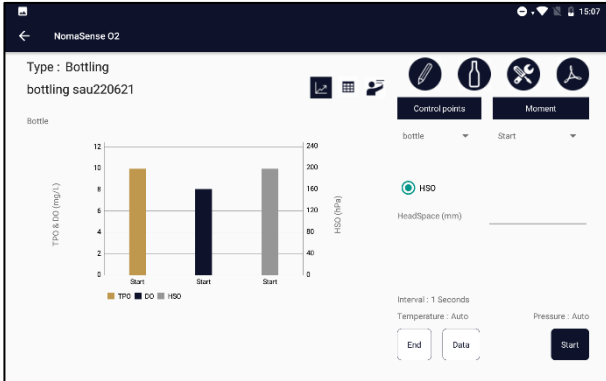 15:07
NomaSense O2
Type : Bottling
bottling sau220621
Bottle
Control points
Moment
bottle
Start
HSO
HeadSpace (mm)
12
10
8
6
4
2
0
TPO & DO (mg/L)
240
200
160
120
80
40
0
HSO (hPa)
Start
Start
Start
TPO DO HSO
Interval : 1 Seconds
Temperature : Auto
Pressure : Auto
End
Data
Start